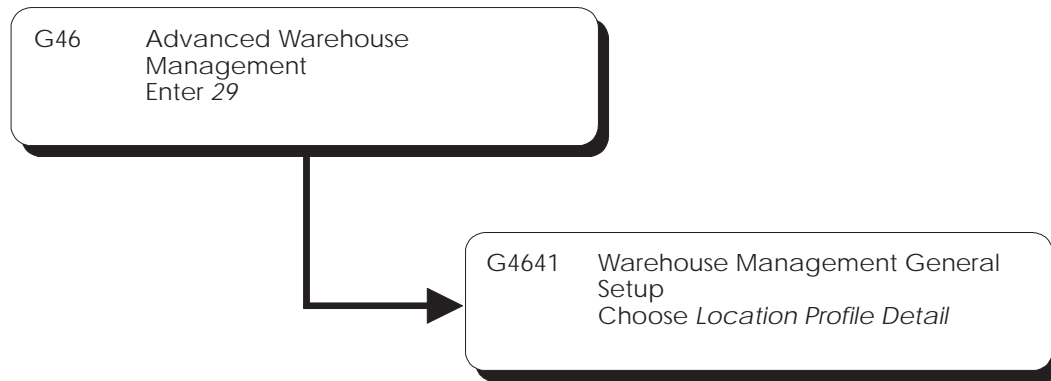 G46 Advanced Warehouse
Management
Enter 29
G4641 Warehouse Management General
Setup
Choose Location Profile Detail